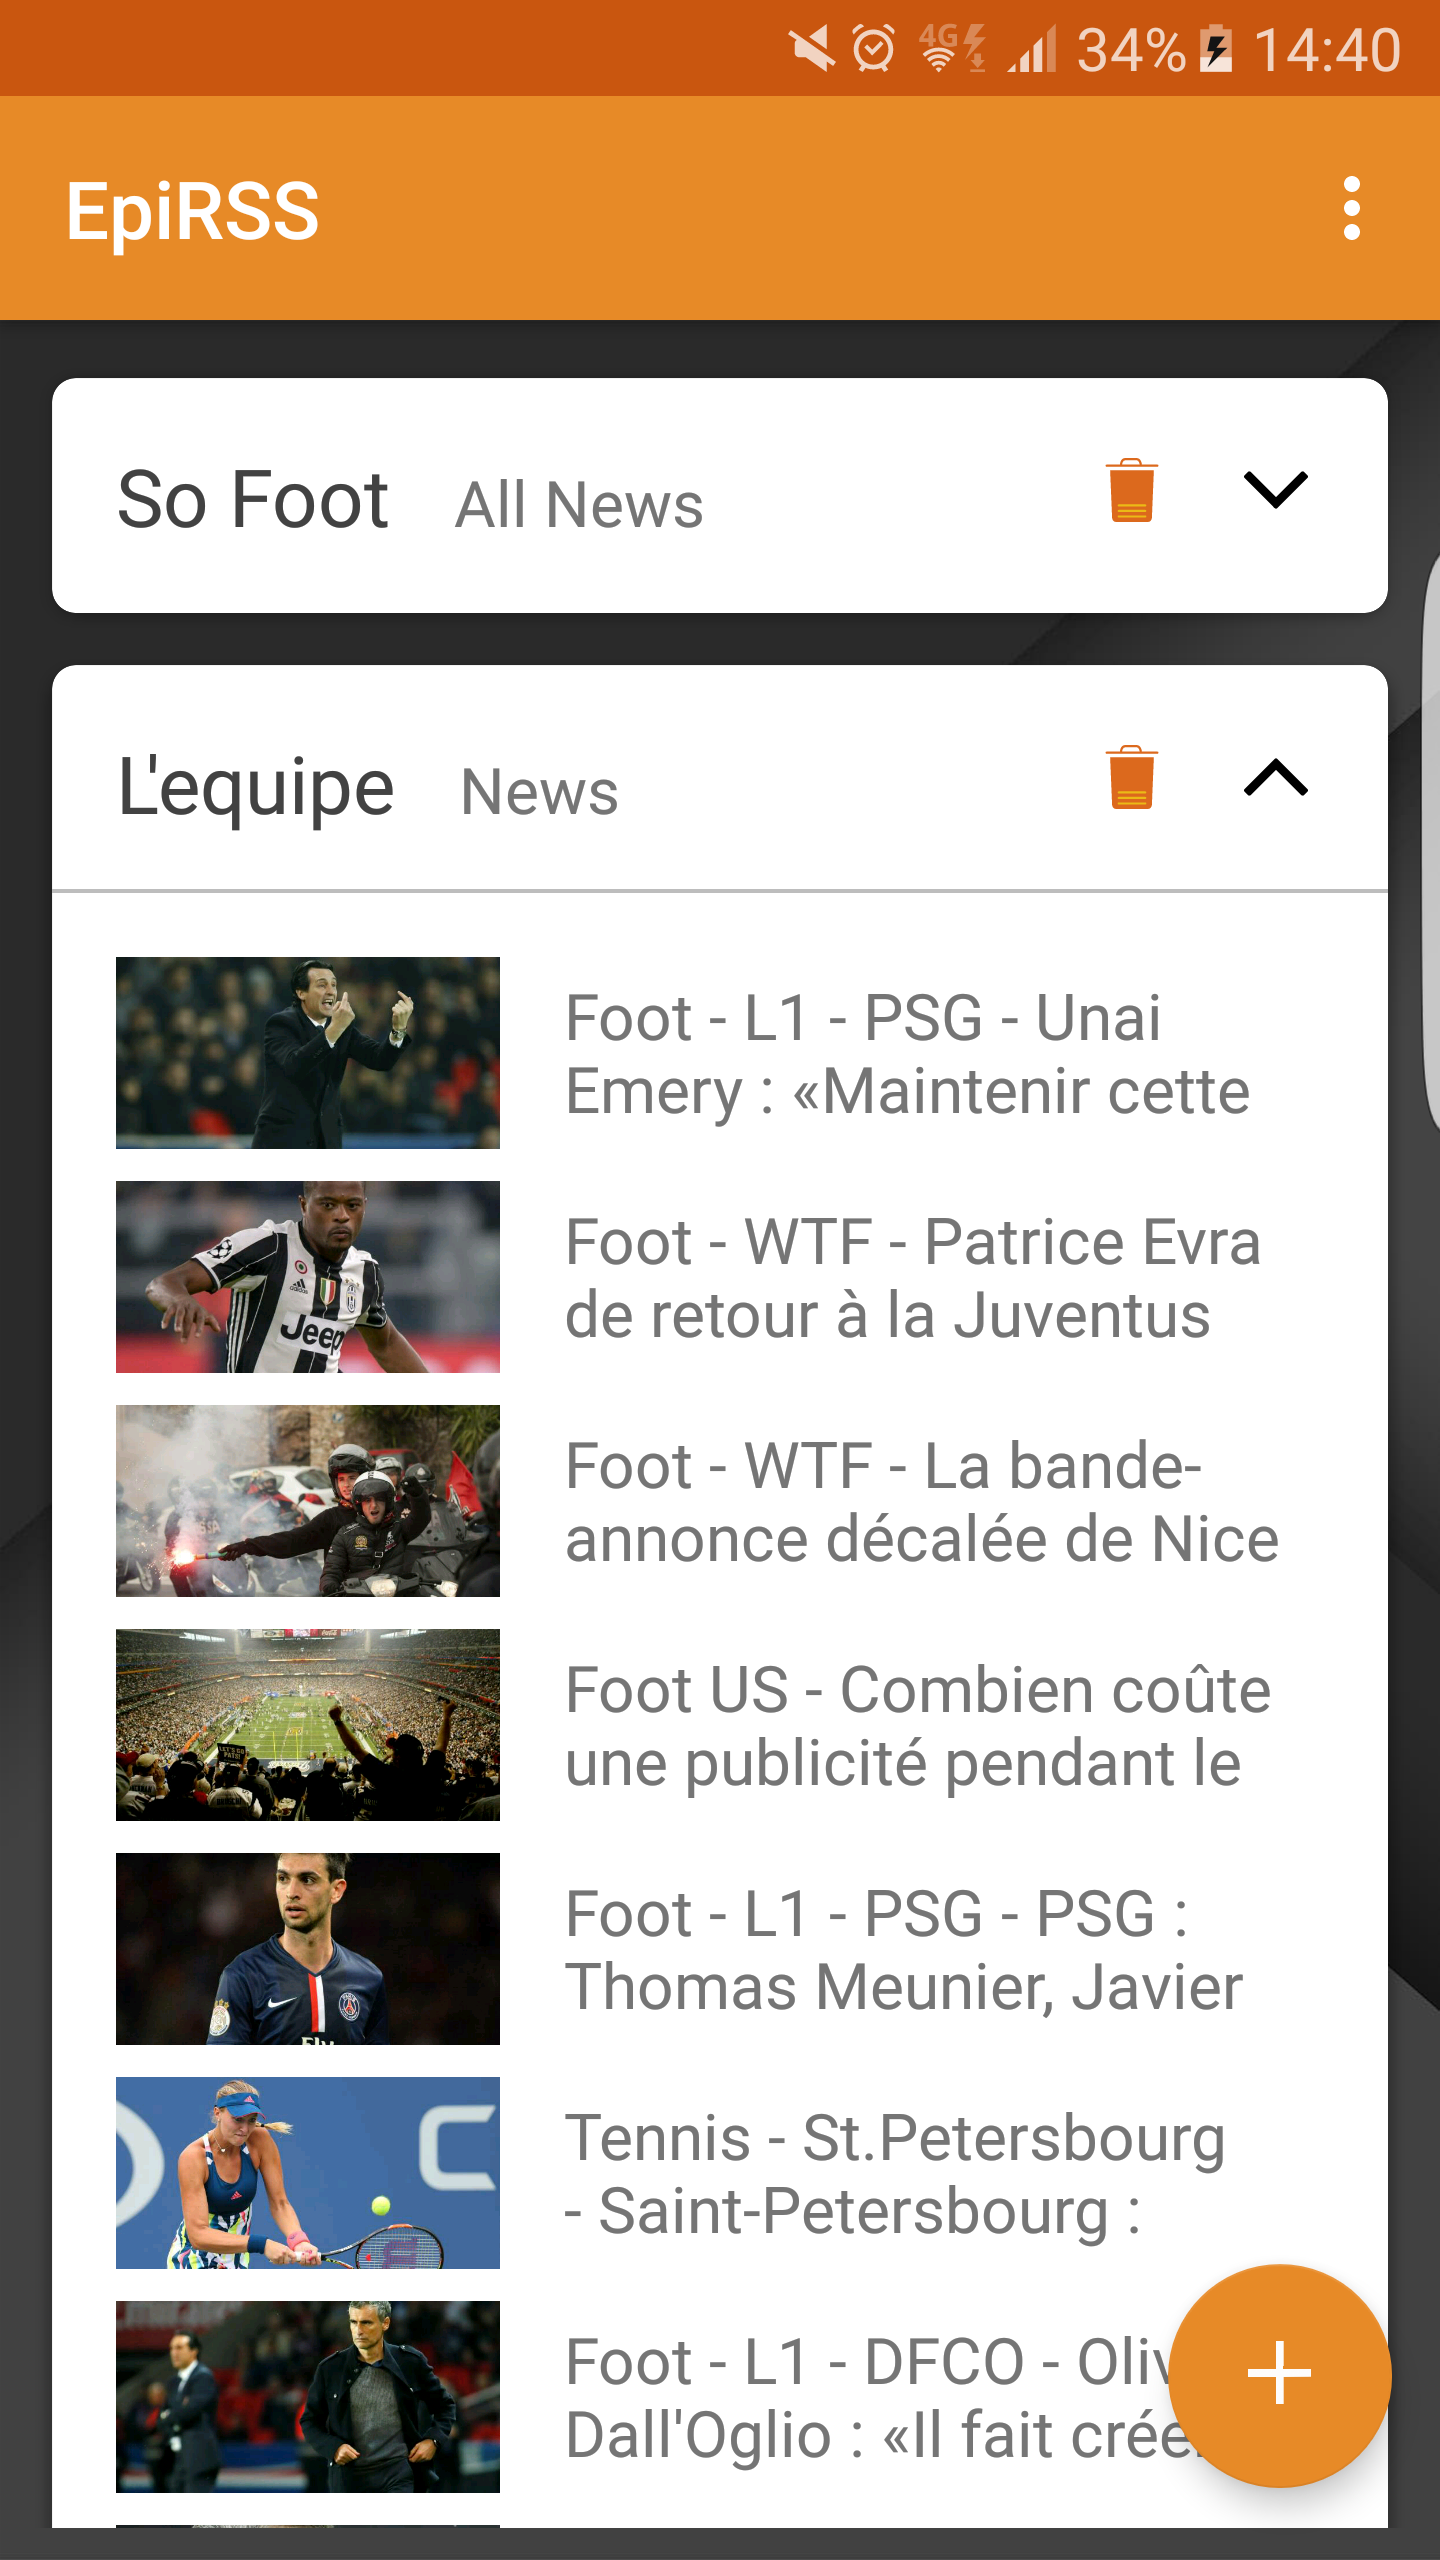 4G 34% 14:40
EpiRSS
So Foot All News
L'equipe News
Foot - L1 - PSG - Unai
Emery : «Maintenir cette
Foot - WTF - Patrice Evra
de retour à la Juventus
Jeep
Foot - WTF - La bande-
annonce décalée de Nice
Foot US - Combien coûte
une publicité pendant le
Foot - L1 - PSG - PSG :
Thomas Meunier, Javier
Tennis - St.Petersbourg
- Saint-Petersbourg :
Foot - L1 - DFCO - Oliv
Dall'Oglio : «Il fait crée